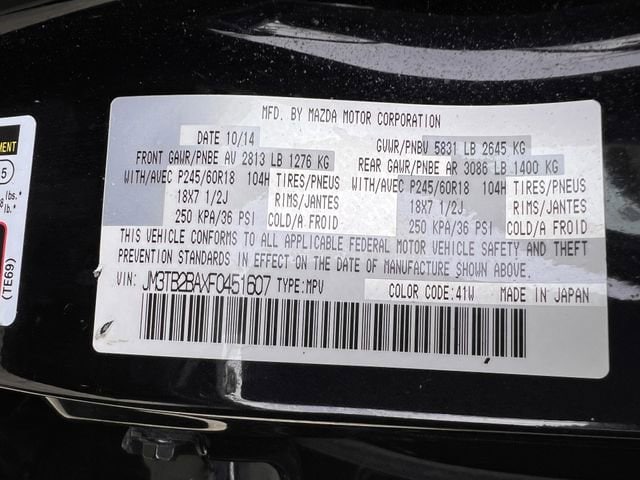 MFD. BY MAZDA MOTOR CORPORATION
DATE 10/14 GVWR/PNBV 5831 LB 2645 KG
FRONT GAWR/PNBE AV 2813 LB 1276 KG REAR GAWR/PNBE AR 3086 LB 1400 KG
WITH/AVEC P245/60R18 104H TIRES/PNEUS WITH/AVEC P245/60R18 104H TIRES/PNEUS
18X7 1/2J RIMS/JANTES 18X7 1/2J RIMS/JANTES
250 KPA/36 PSI COLD/A FROID 250 KPA/36 PSI COLD/A FROID
THIS VEHICLE CONFORMS TO ALL APPLICABLE FEDERAL MOTOR VEHICLE SAFETY AND THEFT
PREVENTION STANDARDS IN EFFECT ON THE DATE OF MANUFACTURE SHOWN ABOVE.
VIN: JM3TB2BAXF0451607 TYPE:MPV COLOR CODE:41W MADE IN JAPAN
5
lbs.*
lb.*
(TE69)